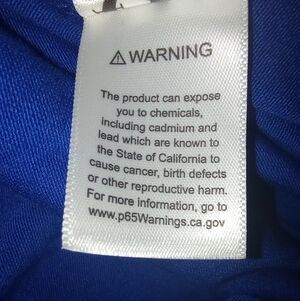 ⚠ WARNING
The product can expose
you to chemicals,
including cadmium and
lead which are known to
the State of California to
cause cancer, birth defects
or other reproductive harm.
For more information, go to
www.p65Warnings.ca.gov